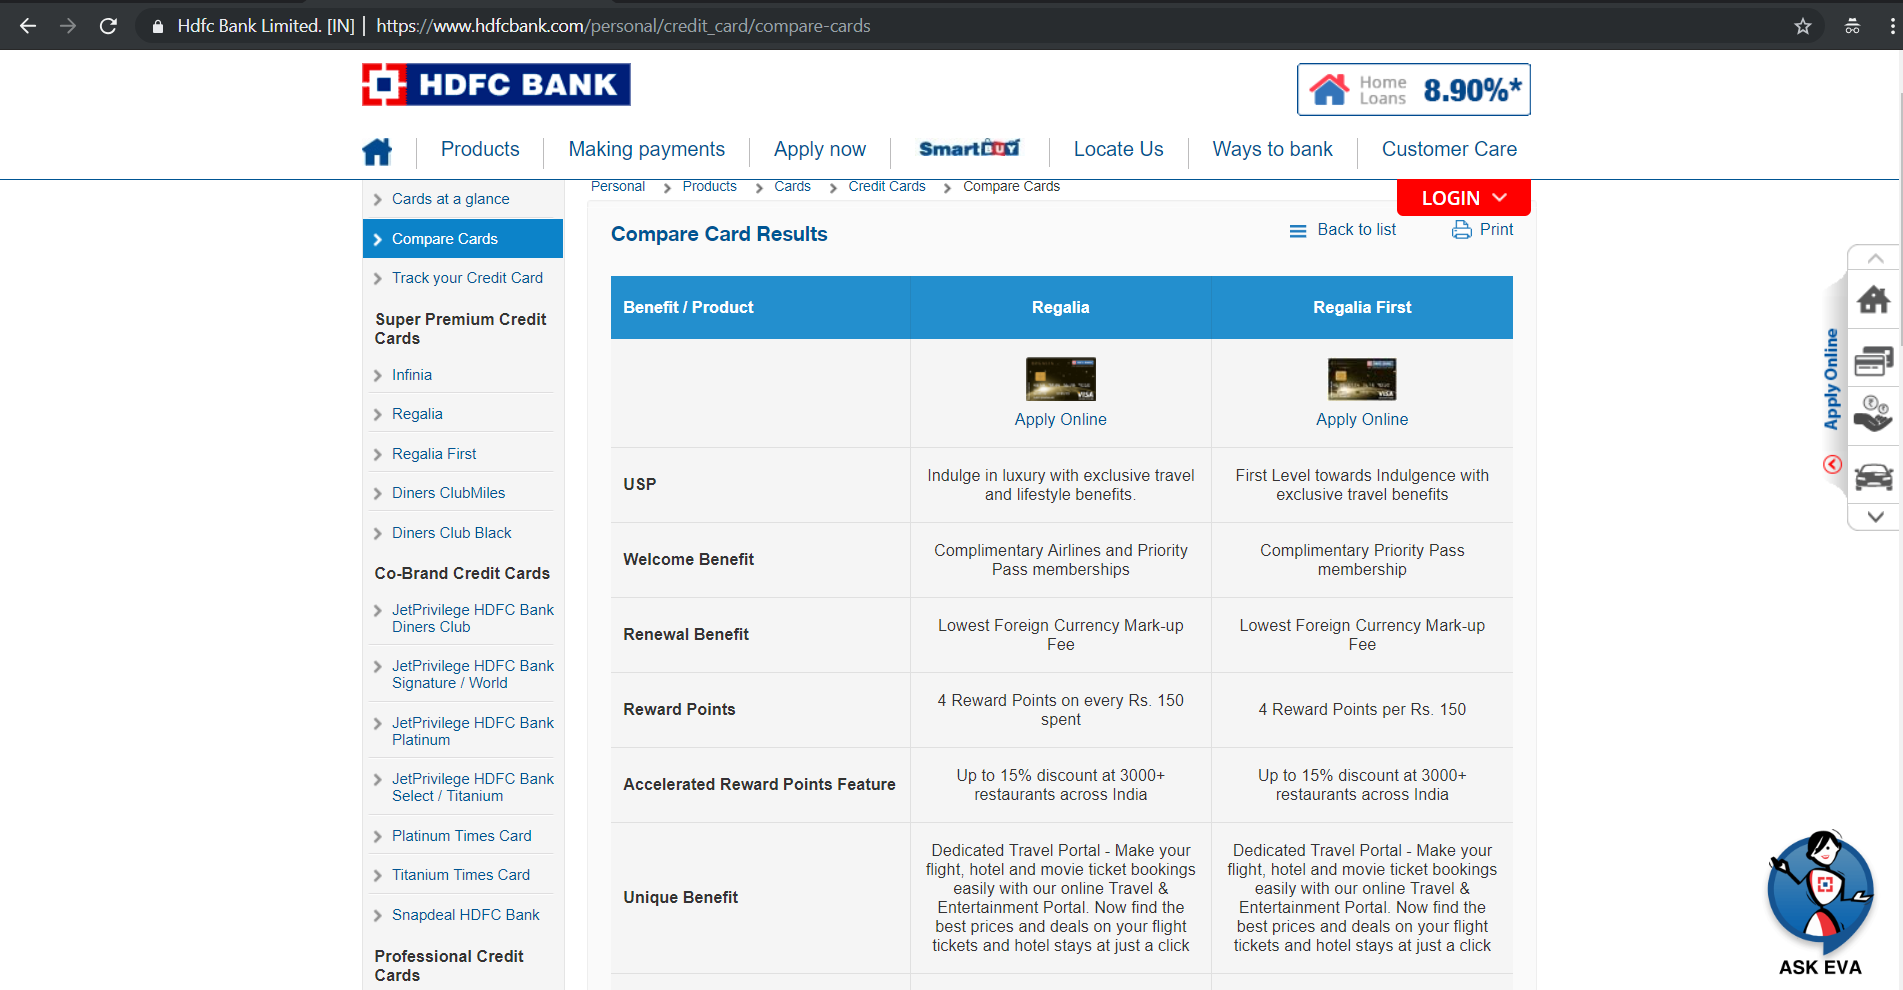 Hdfc Bank Limited. [IN] | https://www.hdfcbank.com/personal/credit_card/compare-cards
HDFC BANK
Home
Loans
8.90%*
Products
Making payments
Apply now
SmartBUY
Locate Us
Ways to bank
Customer Care
LOGIN
Cards at a glance
Compare Cards
Track your Credit Card
Super Premium Credit
Cards
Infinia
Regalia
Regalia First
Diners ClubMiles
Diners Club Black
Co-Brand Credit Cards
JetPrivilege HDFC Bank
Diners Club
JetPrivilege HDFC Bank
Signature / World
JetPrivilege HDFC Bank
Platinum
JetPrivilege HDFC Bank
Select / Titanium
Platinum Times Card
Titanium Times Card
Snapdeal HDFC Bank
Professional Credit
Cards
Personal > Products > Cards > Credit Cards > Compare Cards
Compare Card Results
Back to list
Print
Benefit / Product
Regalia
Regalia First
VISA
Apply Online
VISA
Apply Online
USP
Indulge in luxury with exclusive travel
and lifestyle benefits.
First Level towards Indulgence with
exclusive travel benefits
Welcome Benefit
Complimentary Airlines and Priority
Pass memberships
Complimentary Priority Pass
membership
Renewal Benefit
Lowest Foreign Currency Mark-up
Fee
Lowest Foreign Currency Mark-up
Fee
Reward Points
4 Reward Points on every Rs. 150
spent
4 Reward Points per Rs. 150
Accelerated Reward Points Feature
Up to 15% discount at 3000+
restaurants across India
Up to 15% discount at 3000+
restaurants across India
Unique Benefit
Dedicated Travel Portal - Make your
flight, hotel and movie ticket bookings
easily with our online Travel &
Entertainment Portal. Now find the
best prices and deals on your flight
tickets and hotel stays at just a click
Dedicated Travel Portal - Make your
flight, hotel and movie ticket bookings
easily with our online Travel &
Entertainment Portal. Now find the
best prices and deals on your flight
tickets and hotel stays at just a click
Apply Online
ASK EVA